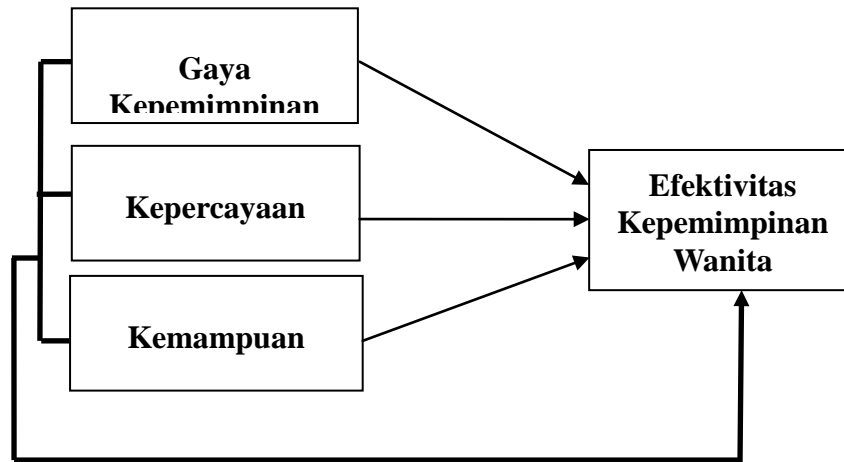 Gaya
Kepemimpinan
Kepercayaan
Kemampuan
Efektivitas
Kepemimpinan
Wanita